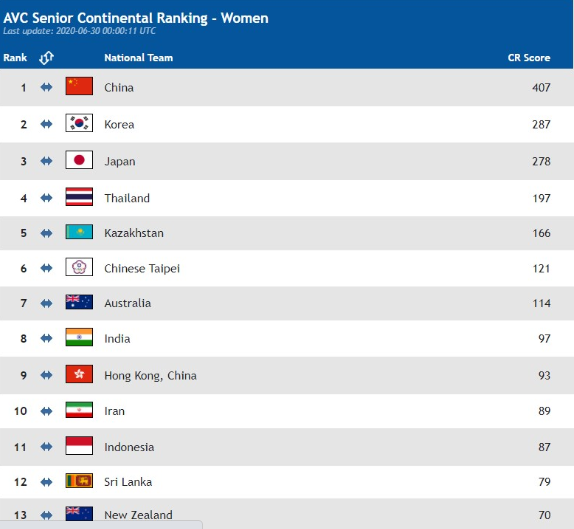 AVC Senior Continental Ranking - Women
Last update: 2020-06-30 00:00:11 UTC
Rank National Team CR Score
1 China 407
2 Korea 287
3 Japan 278
4 Thailand 197
5 Kazakhstan 166
6 Chinese Taipei 121
7 Australia 114
8 India 97
9 Hong Kong, China 93
10 Iran 89
11 Indonesia 87
12 Sri Lanka 79
13 New Zealand 70